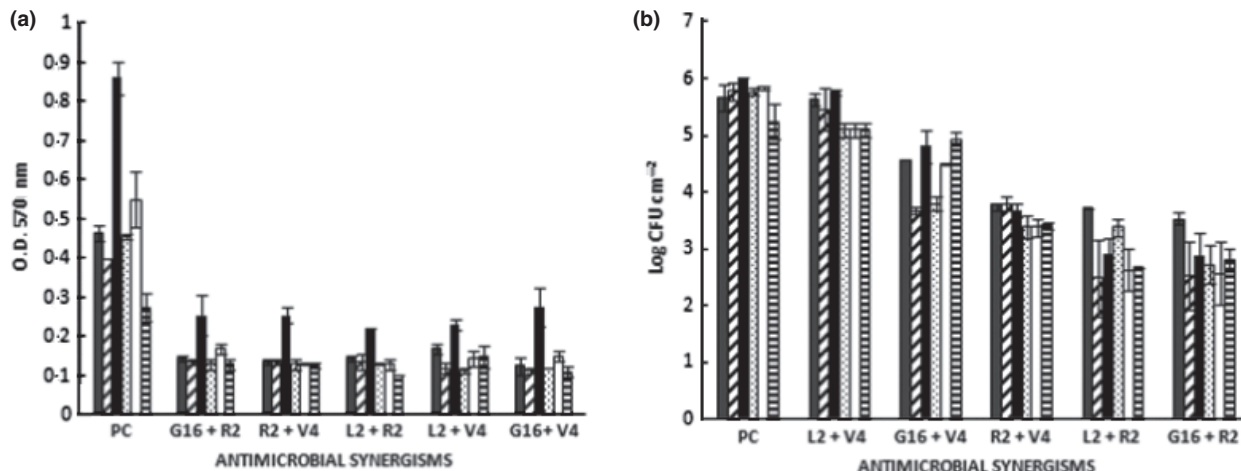 (a)
1
0·9
0·8
0·7
0·6
0·5
0·4
0·3
0·2
0·1
0
O.D. 570 nm
PC G16 + R2 R2 + V4 L2 + R2 L2 + V4 G16+ V4
ANTIMICROBIAL SYNERGISMS
(b)
7
6
5
4
3
2
1
0
Log CFU cm⁻²
PC L2 + V4 G16 + V4 R2 + V4 L2 + R2 G16 + R2
ANTIMICROBIAL SYNERGISMS